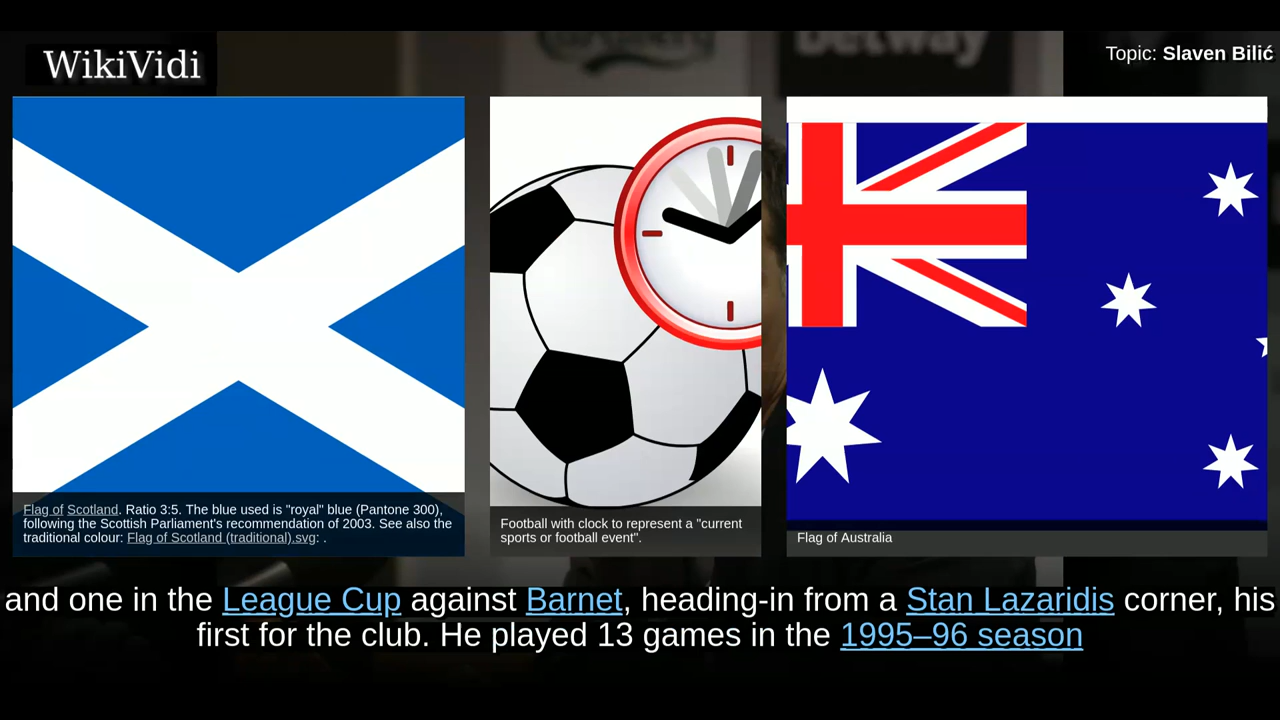 WikiVidi
Topic: Slaven Bilić
betway
Flag of Scotland. Ratio 3:5. The blue used is "royal" blue (Pantone 300),
following the Scottish Parliament's recommendation of 2003. See also the
traditional colour: Flag of Scotland (traditional).svg: .
Football with clock to represent a "current
sports or football event".
Flag of Australia
and one in the League Cup against Barnet, heading-in from a Stan Lazaridis corner, his
first for the club. He played 13 games in the 1995–96 season